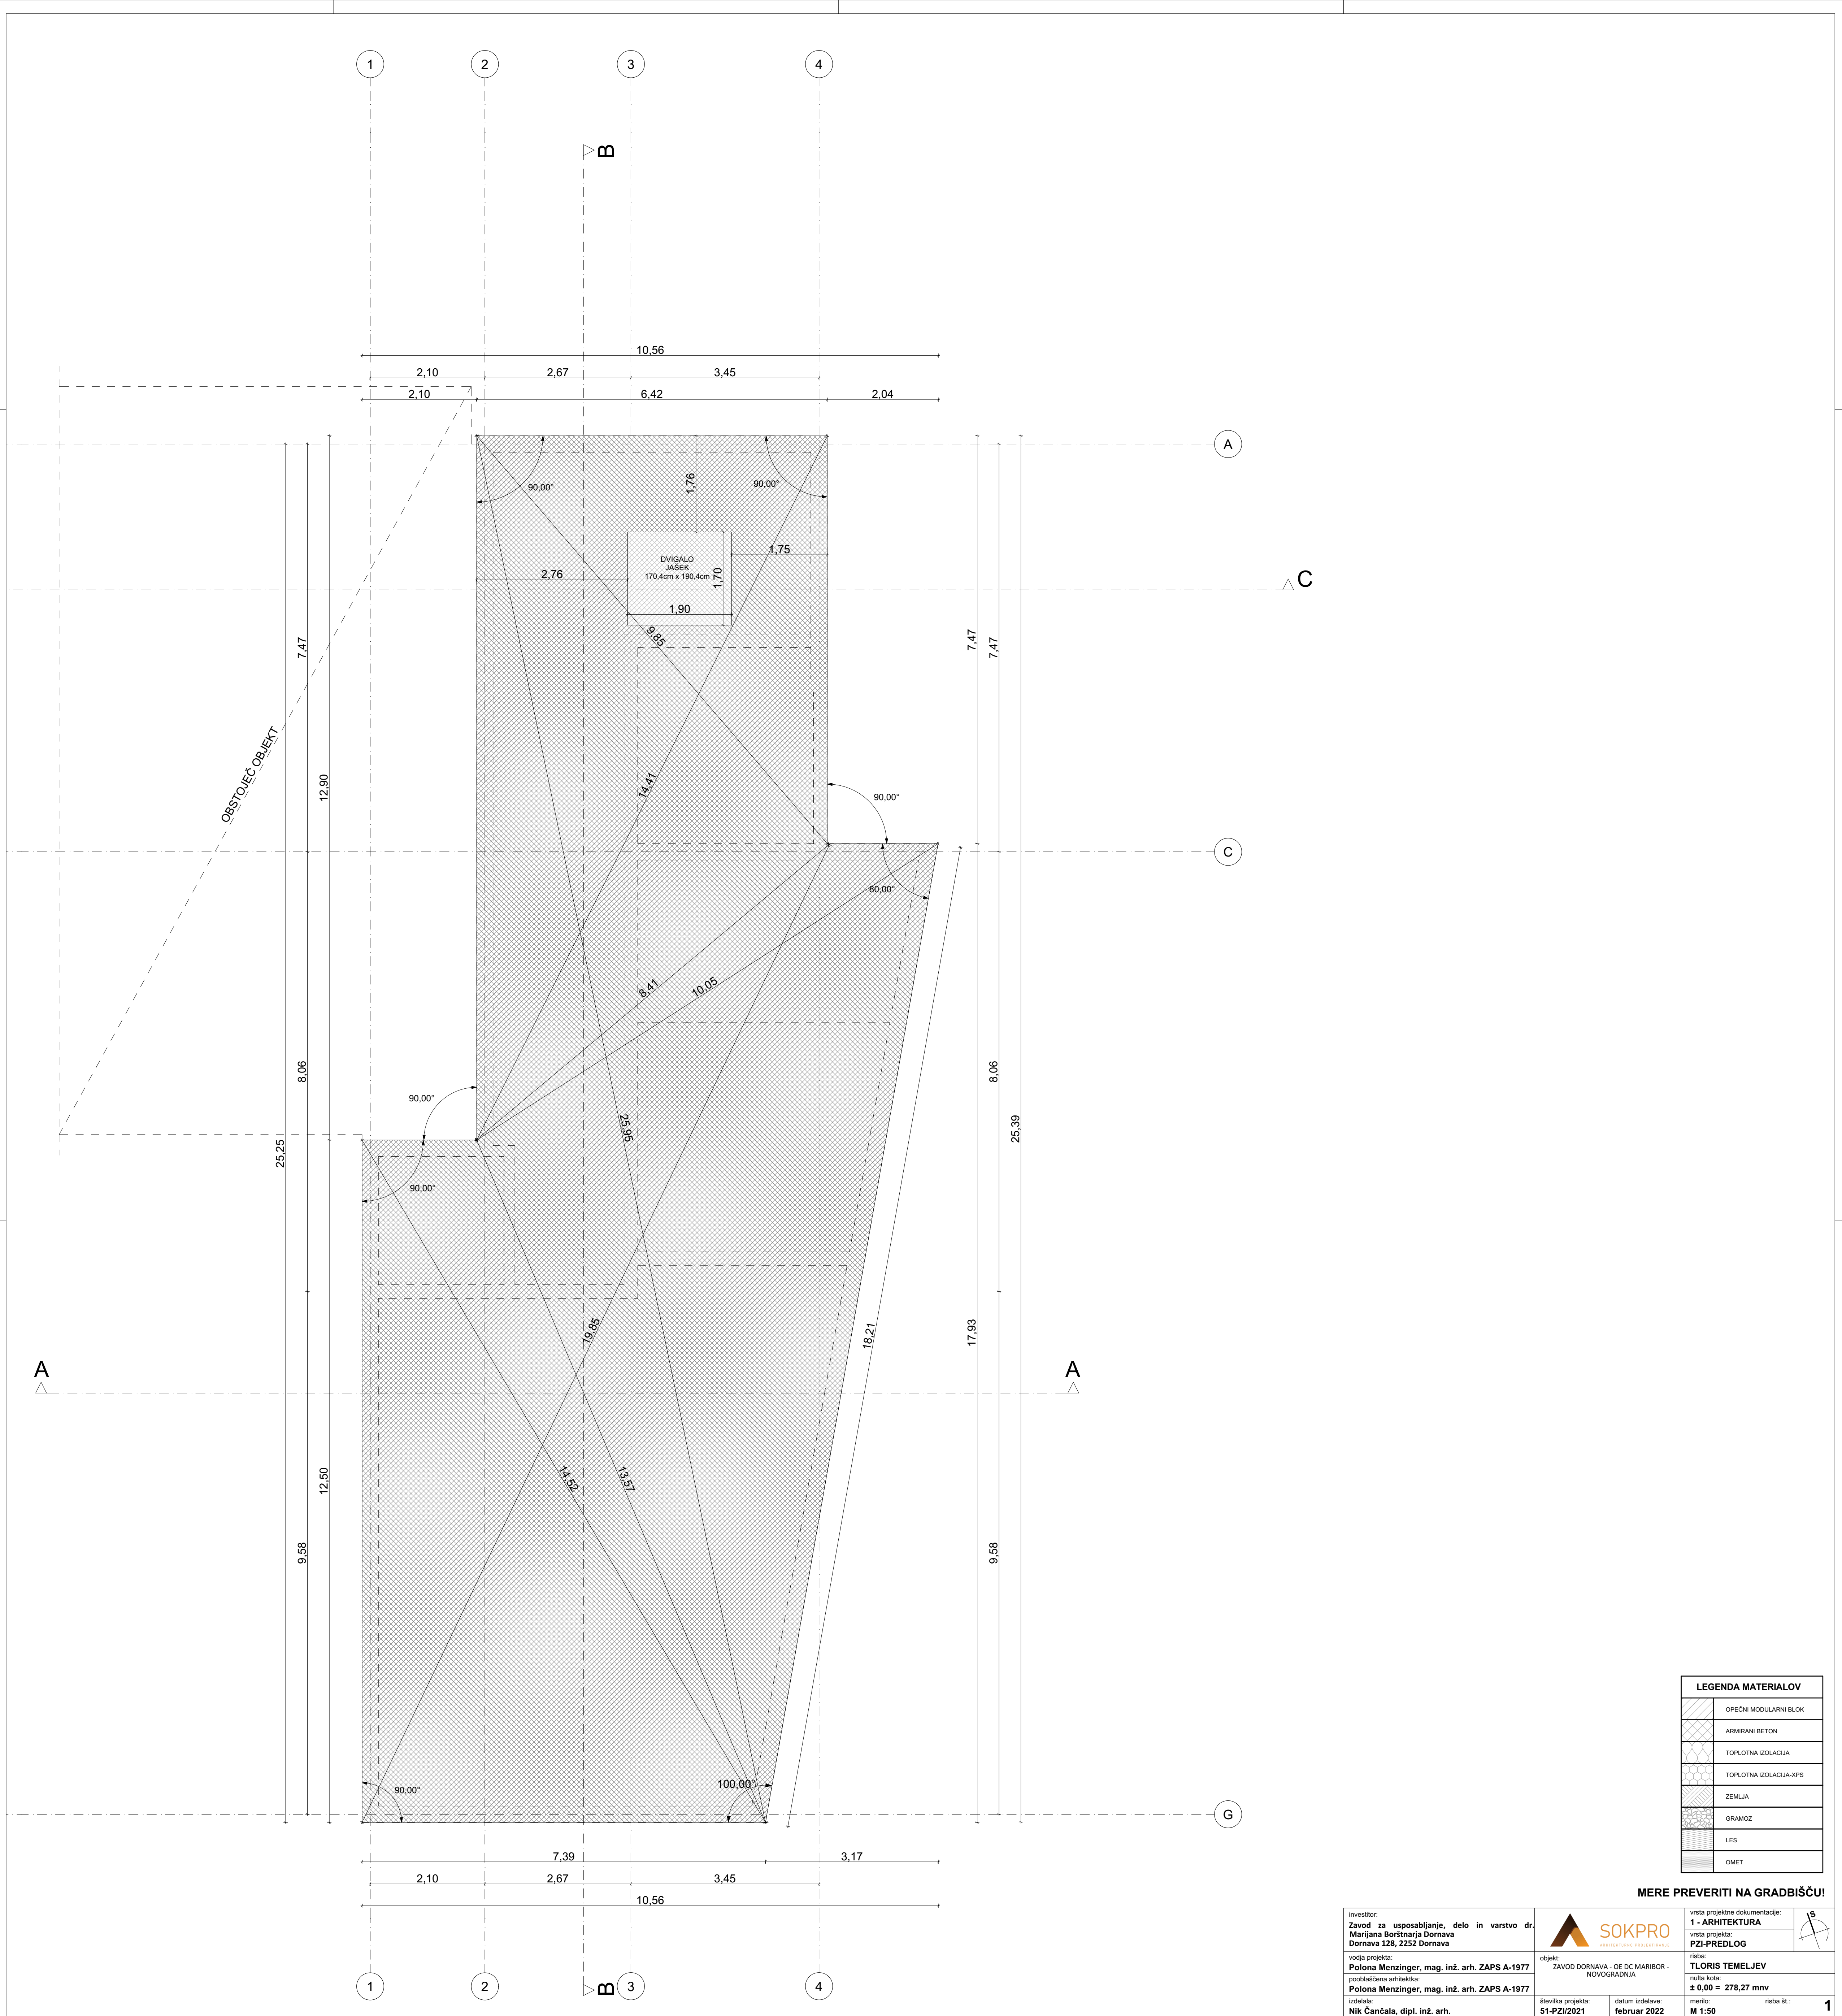 1
2
3
4
B
10,56
2,10
2,67
3,45
2,10
6,42
2,04
A
90,00°
90,00°
1,76
DVIGALO
JAŠEK
170,4cm x 190,4cm
1,75
1,70
2,76
1,90
C
9,85
7,47
7,47
7,47
OBSTOJEČ OBJEKT
12,90
14,41
90,00°
C
80,00°
8,41
10,05
8,06
8,06
90,00°
25,95
25,39
25,25
90,00°
19,85
18,21
17,93
A
A
14,52
13,57
12,50
9,58
9,58
90,00°
100,00°
G
7,39
3,17
2,10
2,67
3,45
10,56
1
2
B
3
4
LEGENDA MATERIALOV
OPEČNI MODULARNI BLOK
ARMIRANI BETON
TOPLOTNA IZOLACIJA
TOPLOTNA IZOLACIJA-XPS
ZEMLJA
GRAMOZ
LES
OMET
MERE PREVERITI NA GRADBIŠČU!
investitor:
Zavod za usposabljanje, delo in varstvo dr.
Marijana Borštnarja Dornava
Dornava 128, 2252 Dornava
vodja projekta:
Polona Menzinger, mag. inž. arh. ZAPS A-1977
pooblaščena arhitektka:
Polona Menzinger, mag. inž. arh. ZAPS A-1977
izdelala:
Nik Čančala, dipl. inž. arh.
SOKPRO
ARHITEKTURNO PROJEKTIRANJE
objekt:
ZAVOD DORNAVA - OE DC MARIBOR -
NOVOGRADNJA
številka projekta:
51-PZI/2021
datum izdelave:
februar 2022
vrsta projektne dokumentacije:
1 - ARHITEKTURA
vrsta projekta:
PZI-PREDLOG
S
risba:
TLORIS TEMELJEV
nulta kota:
± 0,00 = 278,27 mnv
merilo:
M 1:50
risba št.:
1